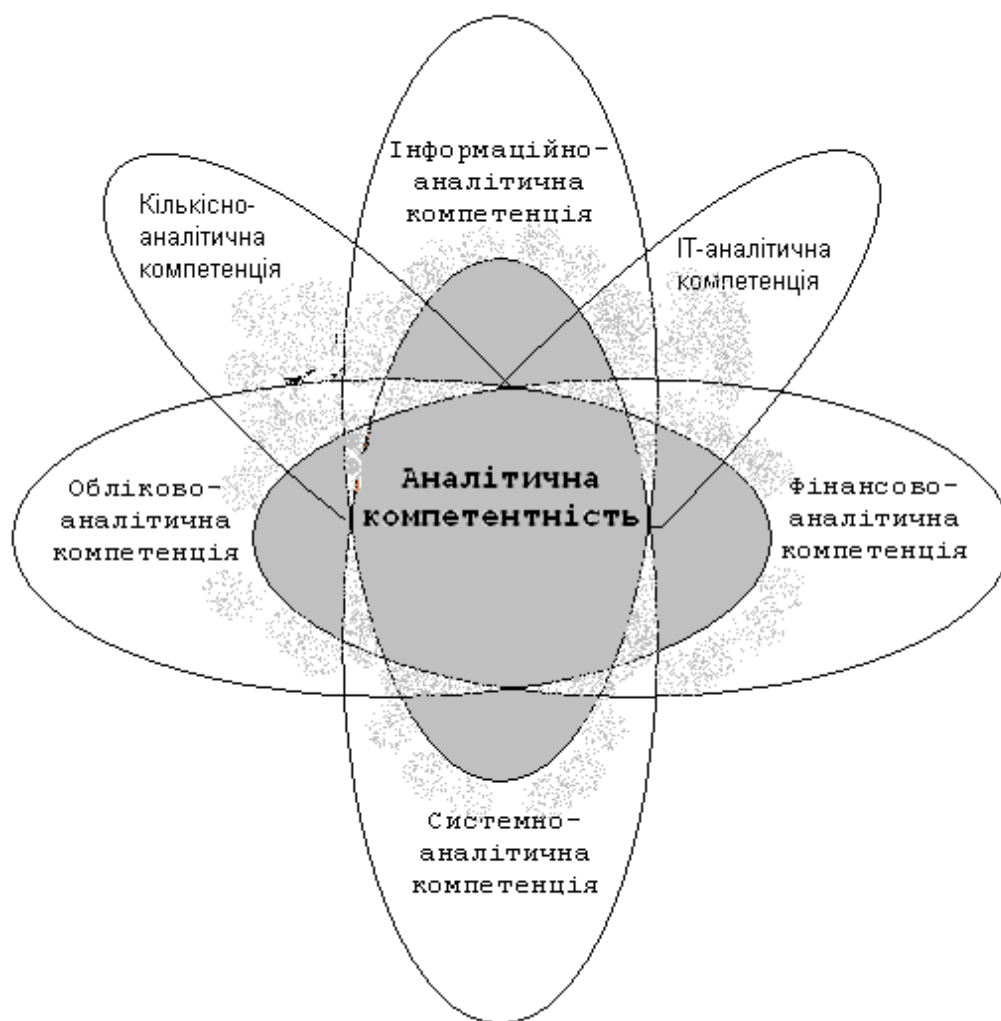 Інформаційно-
аналітична
компетенція
Кількісно-
аналітична
компетенція
ІТ-аналітична
компетенція
Обліково-
аналітична
компетенція
Аналітична
компетентність
Фінансово-
аналітична
компетенція
Системно-
аналітична
компетенція